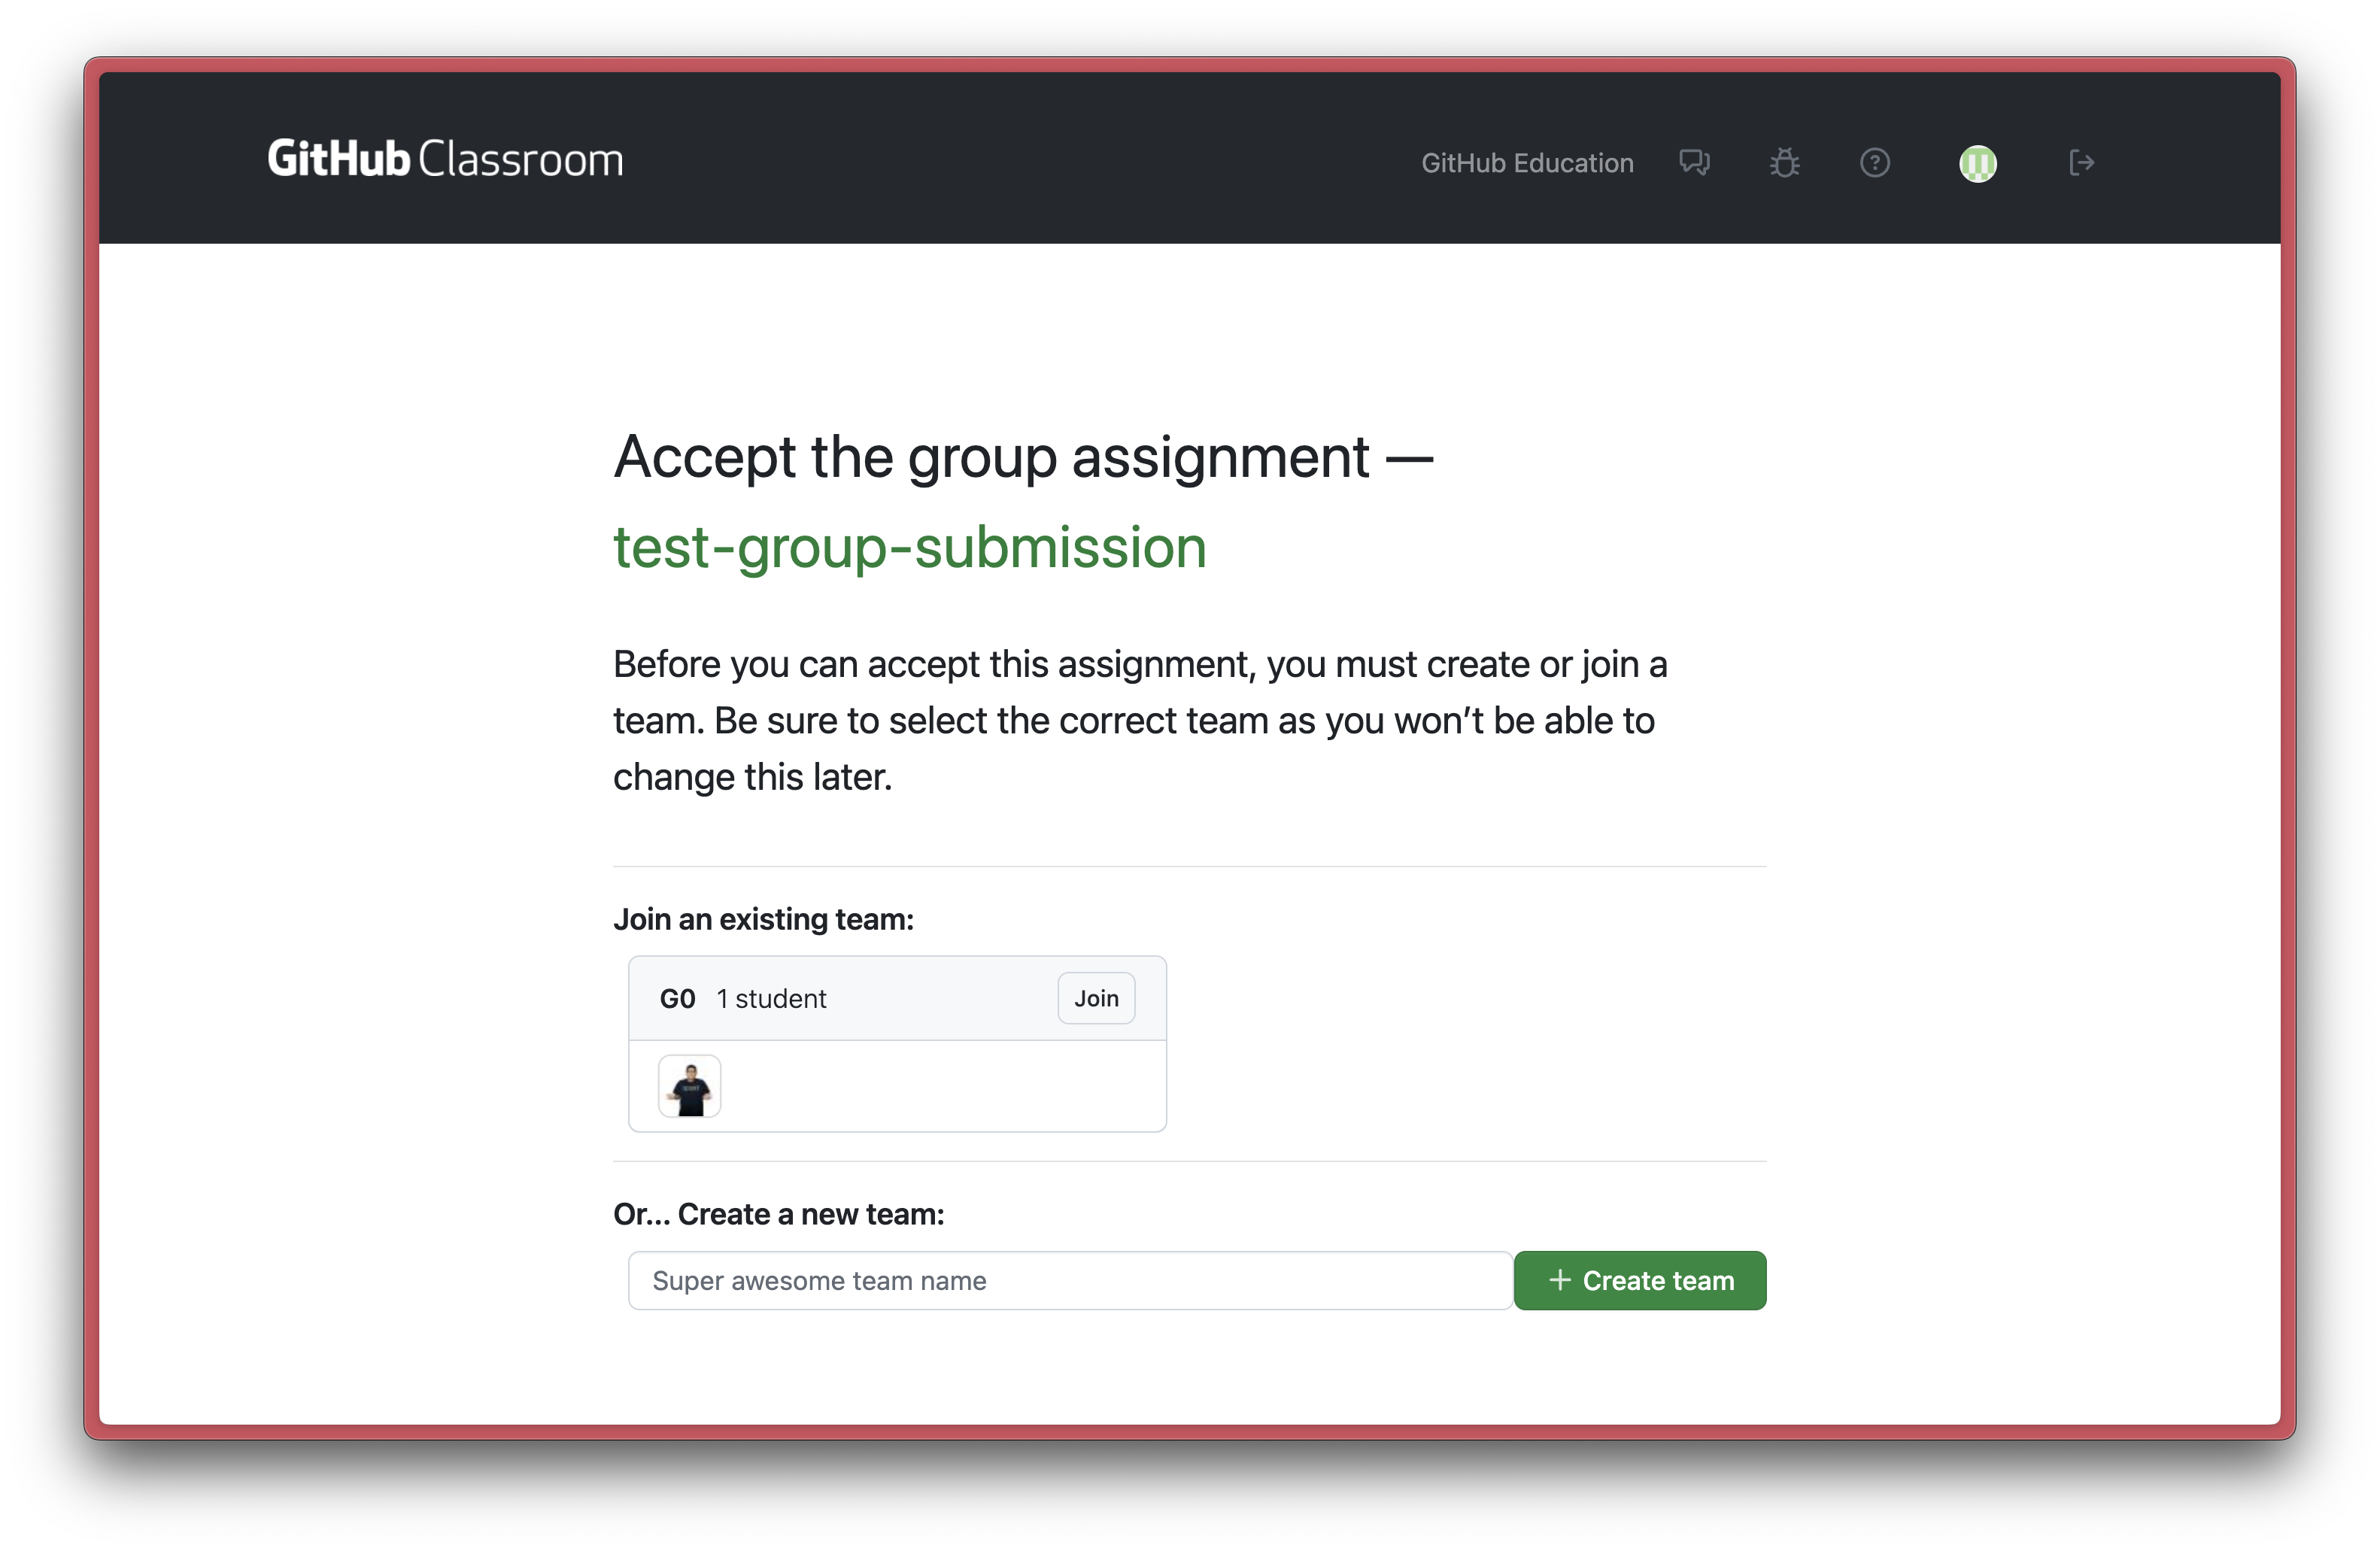 GitHub Classroom
GitHub Education
Accept the group assignment —
test-group-submission
Before you can accept this assignment, you must create or join a
team. Be sure to select the correct team as you won’t be able to
change this later.
Join an existing team:
G0 1 student
Join
Or... Create a new team:
Super awesome team name
+ Create team